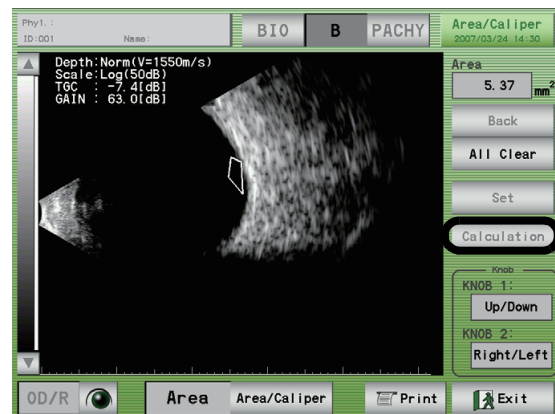 Phy1. :
ID:001 Name:
BIO B PACHY
Area/Caliper
2007/03/24 14:30
Depth:Norm(V=1550m/s)
Scale:Log(50dB)
TGC : -7.4[dB]
GAIN : 63.0[dB]
Area
5.37 mm²
Back
All Clear
Set
Calculation
Knob
KNOB 1:
Up/Down
KNOB 2:
Right/Left
OD/R Area Area/Caliper Print Exit